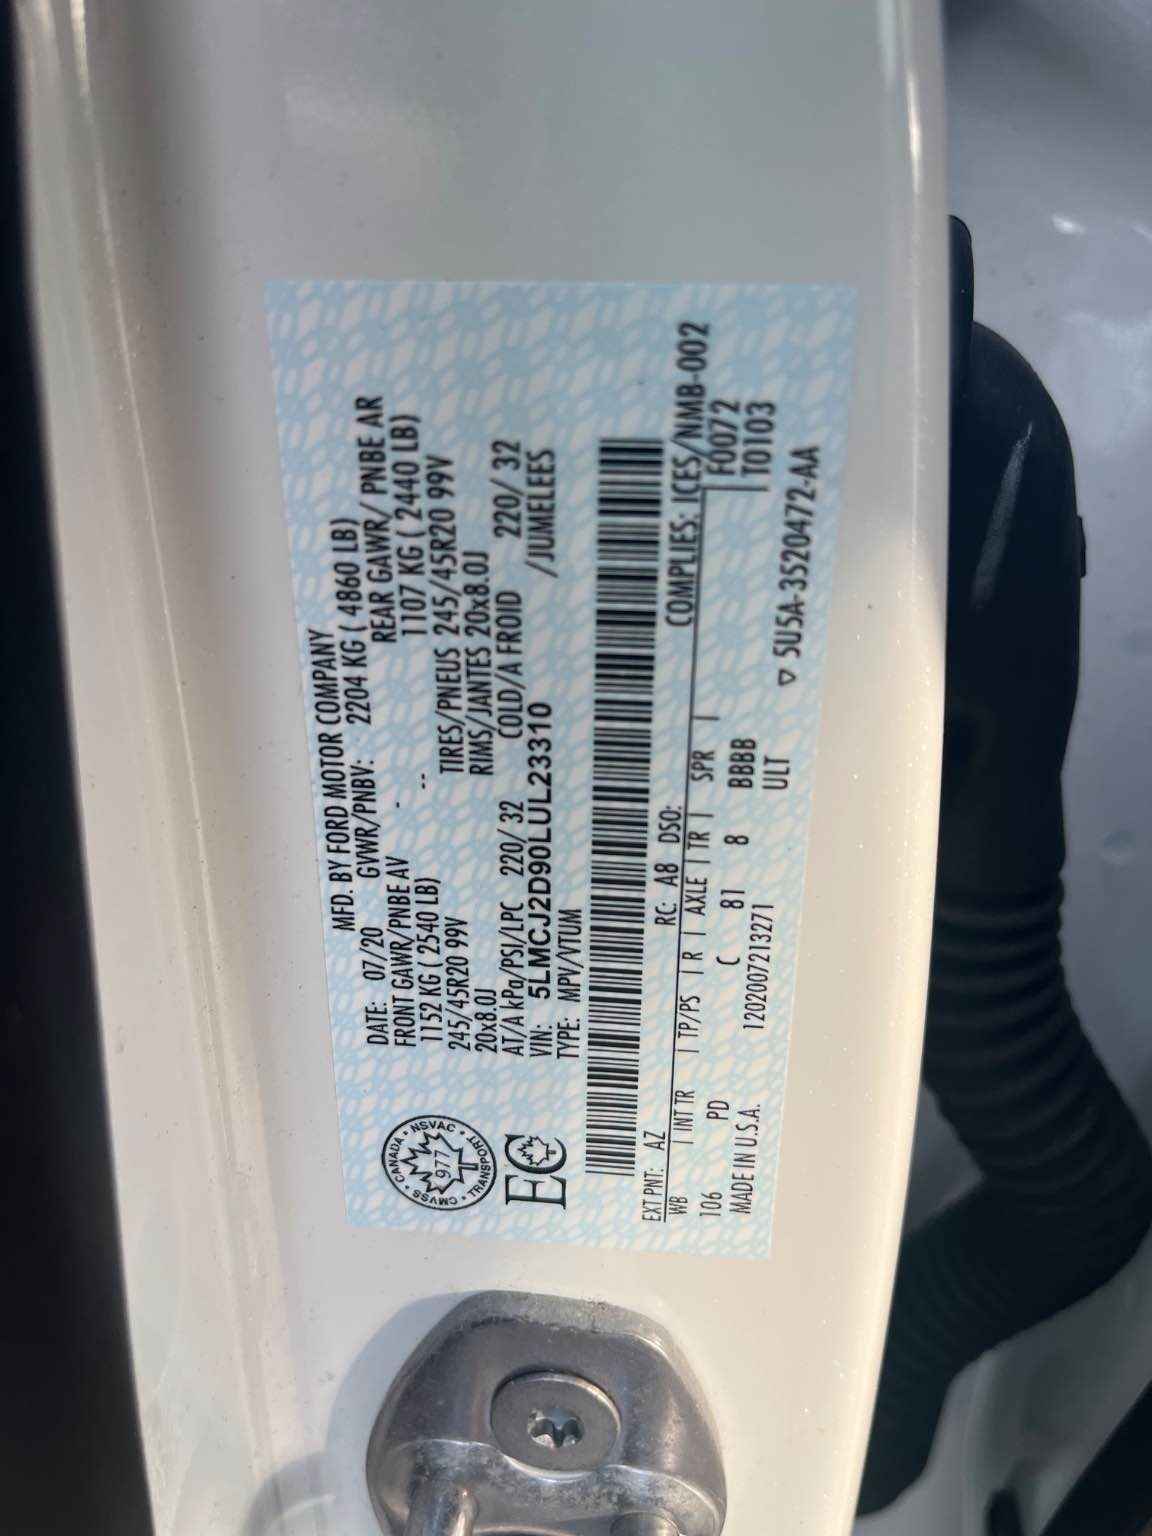 MFD. BY FORD MOTOR COMPANY
DATE: 07/20 GVWR/PNBV: 2204 KG ( 4860 LB)
FRONT GAWR/PNBE AV - REAR GAWR/ PNBE AR
1152 KG ( 2540 LB) -- 1107 KG ( 2440 LB)
245/45R20 99V TIRES/PNEUS 245/45R20 99V
20x8.0J RIMS/JANTES 20x8.0J
AT/A kPa/PSI/LPC 220/ 32 COLD/A FROID 220/ 32
VIN: 5LMCJ2D90LUL23310 /JUMELEES
TYPE: MPV/VTUM
CMVSS • CANADA • NSVAC • TRANSPORT
977
EC
EXT PNT: AZ RC: A8 DSO: COMPLIES: ICES/NMB-002
WB | INT TR | TP/PS | R | AXLE | TR | SPR | | F0072
106 PD C 81 8 BBBB | T0103
MADE IN U.S.A. 1202007213271 ULT
▽ 5U5A-3520472-AA